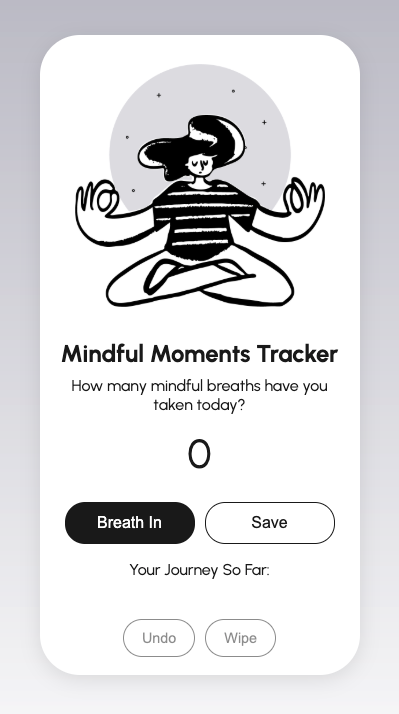 Mindful Moments Tracker
How many mindful breaths have you
taken today?
0
Breath In
Save
Your Journey So Far:
Undo
Wipe